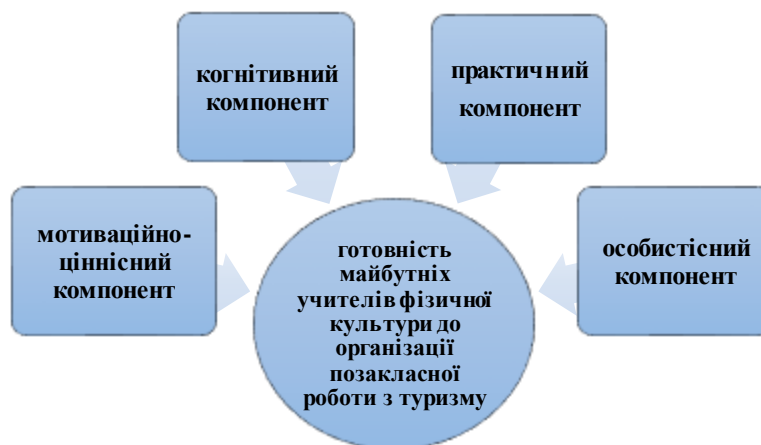 когнітивний
компонент
практичний
компонент
мотиваційно-
ціннісний
компонент
готовність
майбутніх
учителів фізичної
культури до
організації
позакласної
роботи з туризму
особистісний
компонент